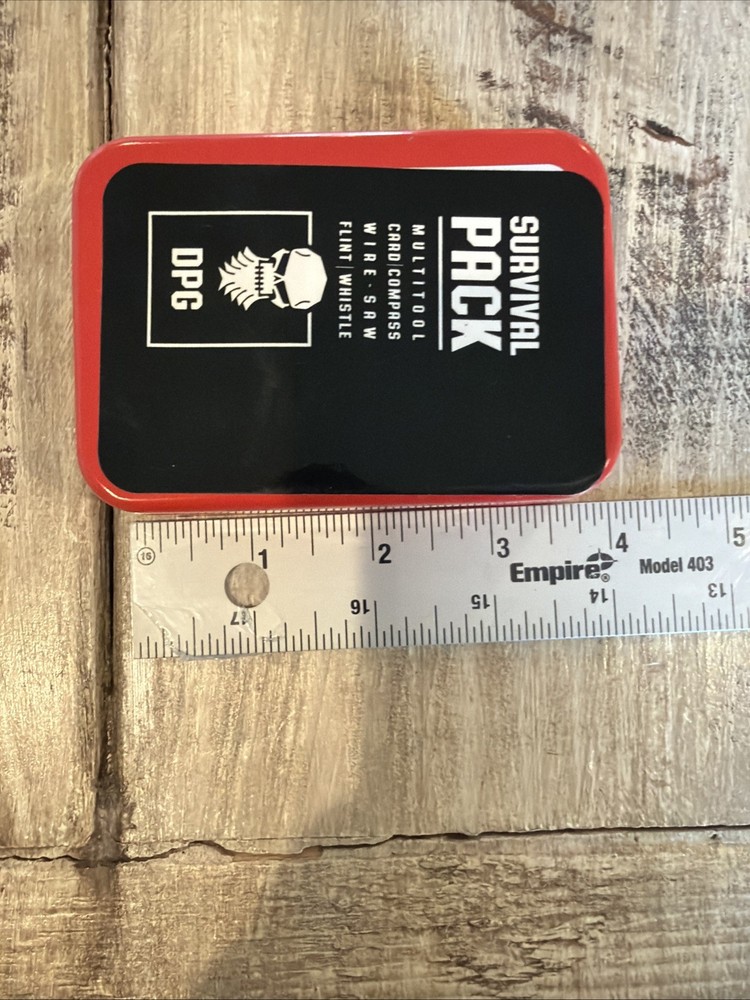 SURVIVAL
PACK
MULTITOOL
CARD|COMPASS
WIRE-SAW
FLINT|WHISTLE
DPG
1 2 3 4 5
16
Empire®
Model 403
17 16 15 14 13